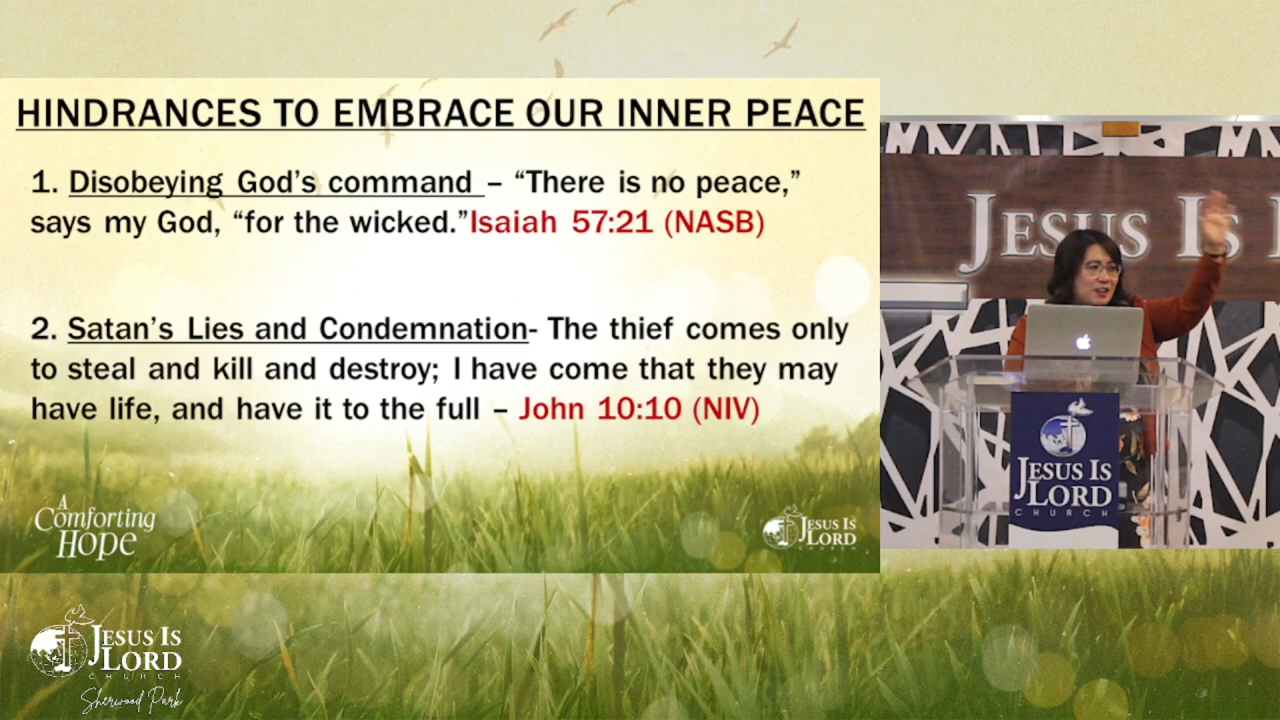 HINDRANCES TO EMBRACE OUR INNER PEACE
1. Disobeying God's command – “There is no peace,”
says my God, “for the wicked.”Isaiah 57:21 (NASB)
2. Satan's Lies and Condemnation- The thief comes only
to steal and kill and destroy; I have come that they may
have life, and have it to the full – John 10:10 (NIV)
A
Comforting
HOPE
JESUS IS
LORD
CHURCH
JESUS IS
JESUS IS
LORD
CHURCH
JESUS IS
LORD
CHURCH
Sherwood Park